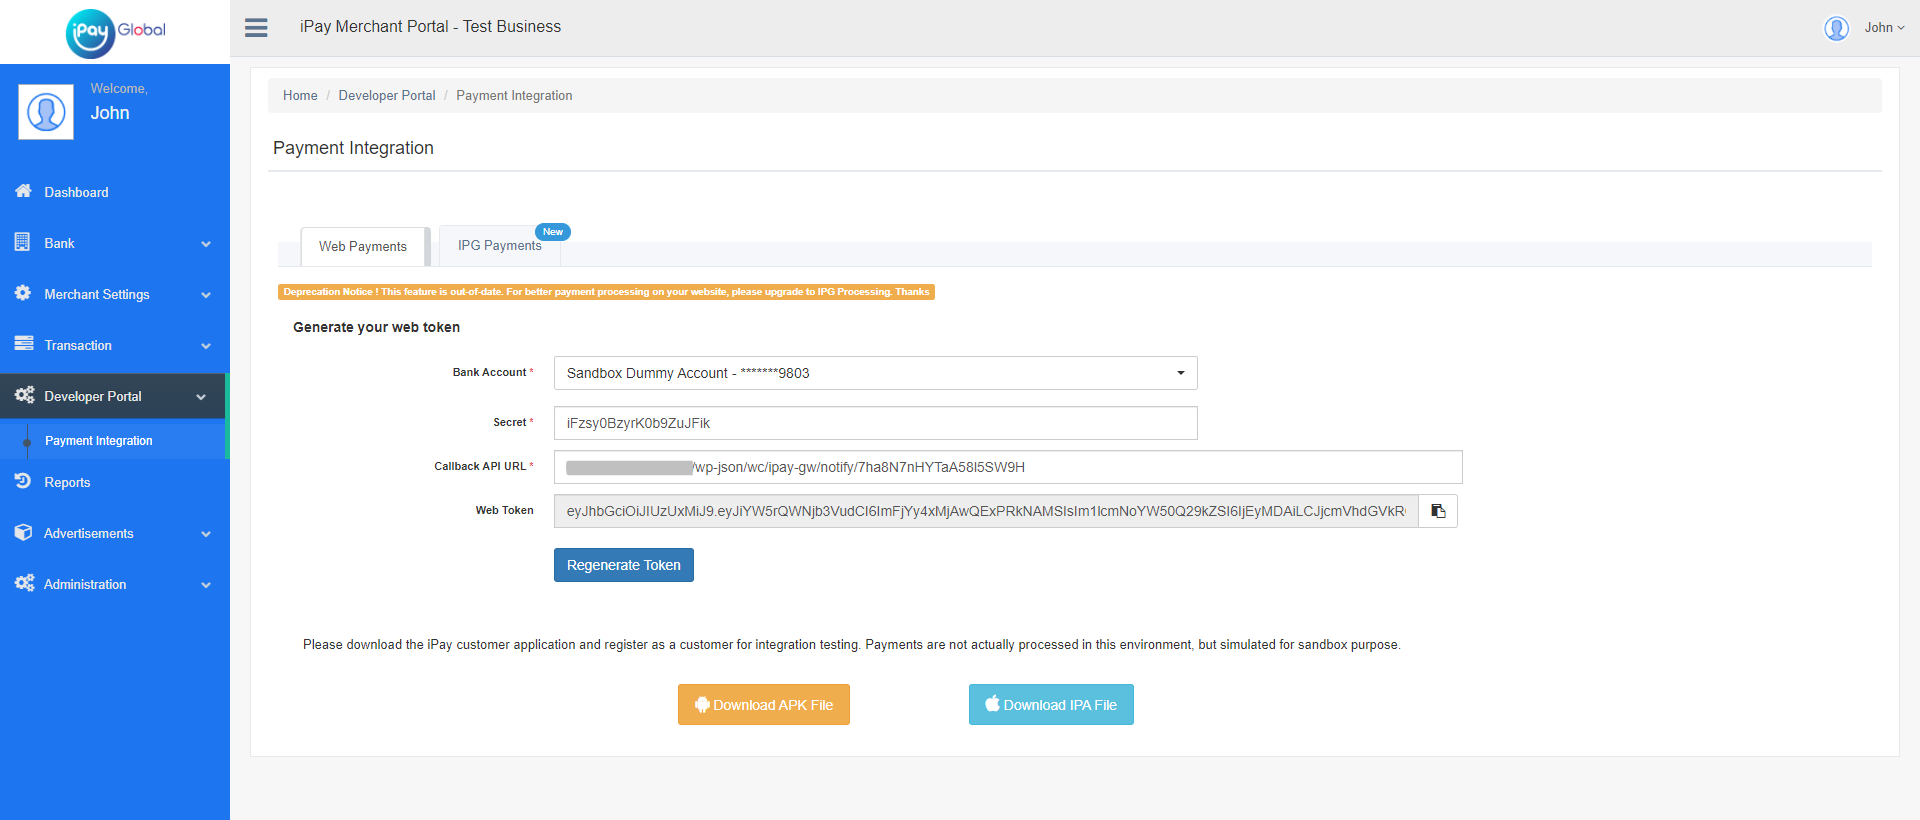 iPay Global
iPay Merchant Portal - Test Business
John
Welcome,
John
Dashboard
Bank
Merchant Settings
Transaction
Developer Portal
Payment Integration
Reports
Advertisements
Administration
Home / Developer Portal / Payment Integration
Payment Integration
Web Payments
IPG Payments
New
Deprecation Notice ! This feature is out-of-date. For better payment processing on your website, please upgrade to IPG Processing. Thanks
Generate your web token
Bank Account *
Sandbox Dummy Account - *******9803
Secret *
iFzsy0BzyrK0b9ZuJFik
Callback API URL *
/wp-json/wc/ipay-gw/notify/7ha8N7nHYTaA58I5SW9H
Web Token
eyJhbGciOiJIUzUxMiJ9.eyJiYW5rQWNjb3VudCI6ImFjYy4xMjAwQExPRkNAMSIsIm1lcmNoYW50Q29kZSI6IjEyMDAiLCJjcmVhdGVkR
Regenerate Token
Please download the iPay customer application and register as a customer for integration testing. Payments are not actually processed in this environment, but simulated for sandbox purpose.
Download APK File
Download IPA File